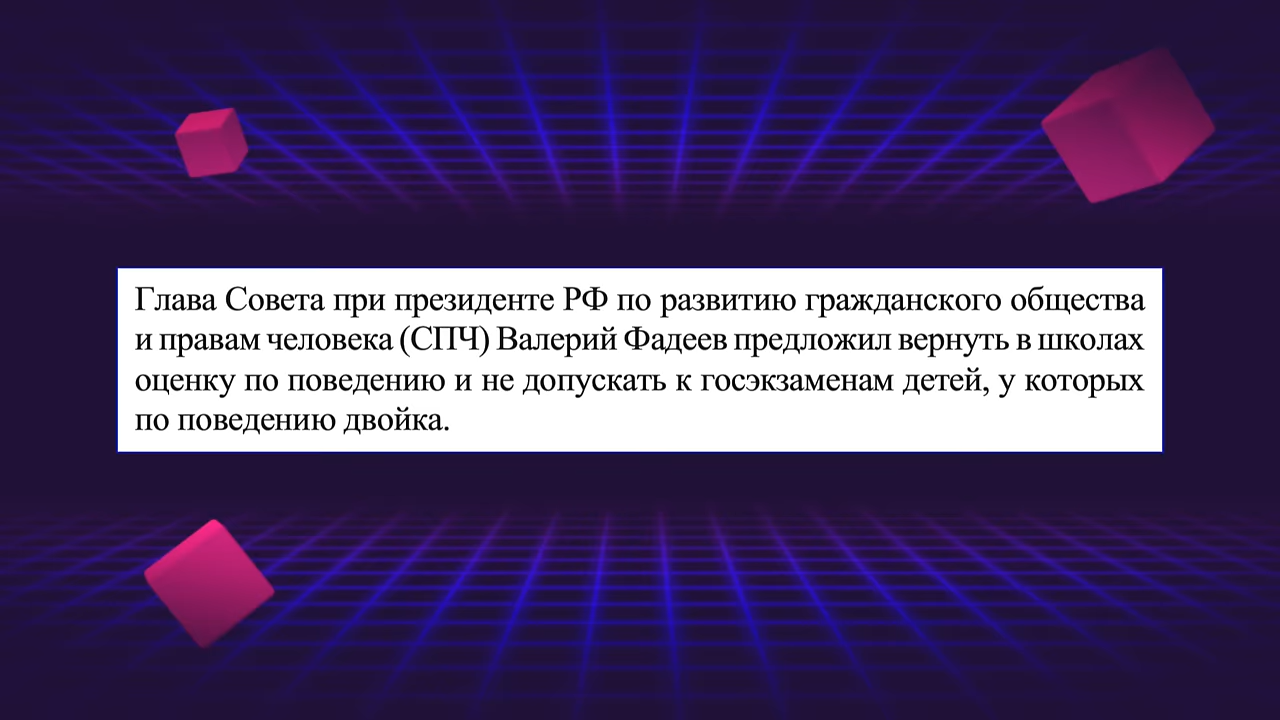 Глава Совета при президенте РФ по развитию гражданского общества
и правам человека (СПЧ) Валерий Фадеев предложил вернуть в школах
оценку по поведению и не допускать к госэкзаменам детей, у которых
по поведению двойка.